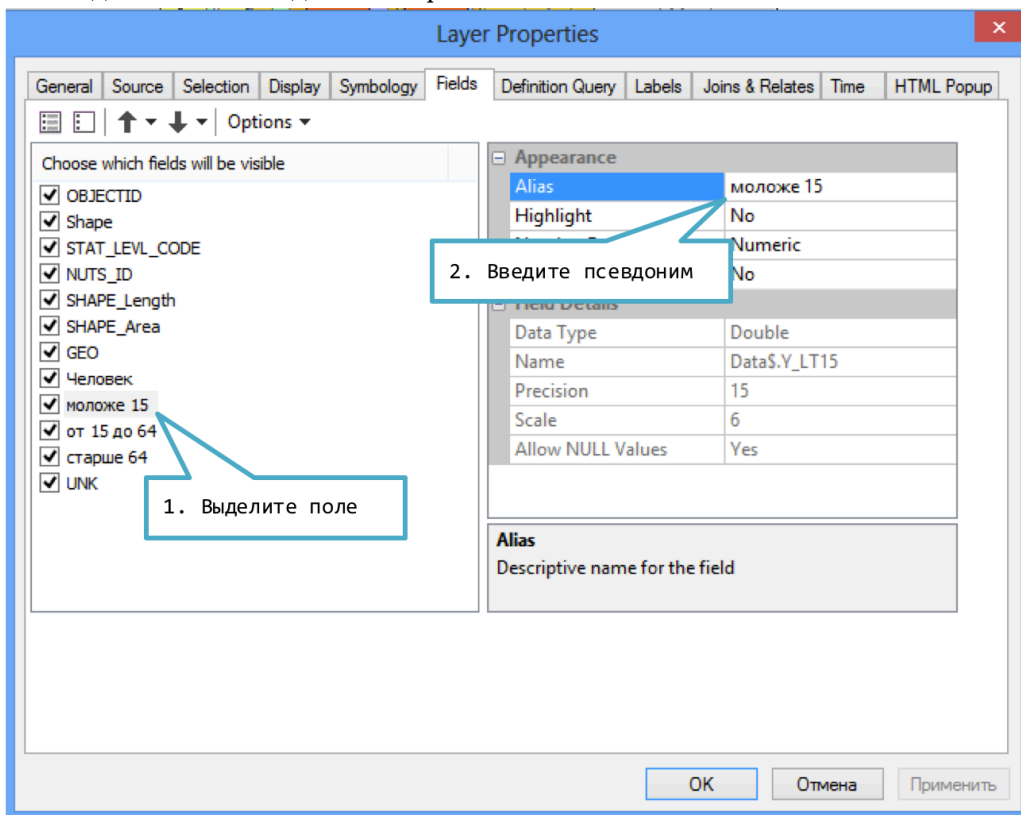 Layer Properties
General Source Selection Display Symbology Fields Definition Query Labels Joins & Relates Time HTML Popup
Options
Choose which fields will be visible
OBJECTID
Shape
STAT_LEVL_CODE
NUTS_ID
SHAPE_Length
SHAPE_Area
GEO
Человек
моложе 15
от 15 до 64
старше 64
UNK
1. Выделите поле
Appearance
Alias моложе 15
Highlight No
Numeric
No
2. Введите псевдоним
Field Details
Data Type Double
Name Data$.Y_LT15
Precision 15
Scale 6
Allow NULL Values Yes
Alias
Descriptive name for the field
OK Отмена Применить